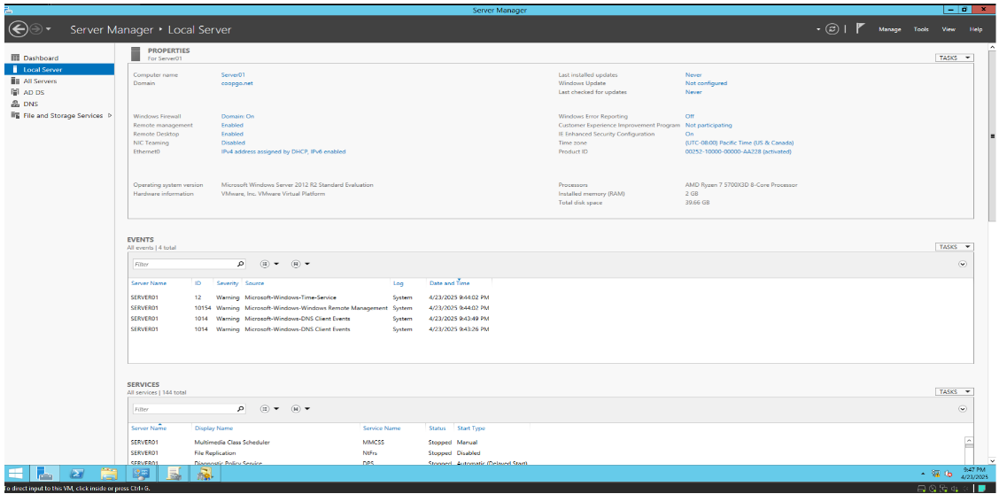 Server Manager
Server Manager • Local Server
Manage Tools View Help
Dashboard
Local Server
All Servers
AD DS
DNS
File and Storage Services
PROPERTIES
For Server01
TASKS
Computer name Server01 Last installed updates Never
Domain coopgo.net Windows Update Not configured
Last checked for updates Never
Windows Firewall Domain: On Windows Error Reporting Off
Remote management Enabled Customer Experience Improvement Program Not participating
Remote Desktop Enabled IE Enhanced Security Configuration On
NIC Teaming Disabled Time zone (UTC-08:00) Pacific Time (US & Canada)
Ethernet0 IPv4 address assigned by DHCP, IPv6 enabled Product ID 00252-10000-00000-AA228 (activated)
Operating system version Microsoft Windows Server 2012 R2 Standard Evaluation Processors AMD Ryzen 7 5700X3D 8-Core Processor
Hardware information VMware, Inc. VMware Virtual Platform Installed memory (RAM) 2 GB
Total disk space 39.66 GB
EVENTS
All events | 4 total
TASKS
Filter
Server Name ID Severity Source Log Date and Time
SERVER01 12 Warning Microsoft-Windows-Time-Service System 4/23/2025 9:44:02 PM
SERVER01 10154 Warning Microsoft-Windows-Windows Remote Management System 4/23/2025 9:44:02 PM
SERVER01 1014 Warning Microsoft-Windows-DNS Client Events System 4/23/2025 9:43:49 PM
SERVER01 1014 Warning Microsoft-Windows-DNS Client Events System 4/23/2025 9:43:26 PM
SERVICES
All services | 144 total
TASKS
Filter
Server Name Display Name Service Name Status Start Type
SERVER01 Multimedia Class Scheduler MMCSS Stopped Manual
SERVER01 File Replication NtFrs Stopped Disabled
SERVER01 Diagnostic Policy Service DPS Stopped Automatic (Delayed Start)
9:47 PM
4/23/2025
To direct input to this VM, click inside or press Ctrl+G.